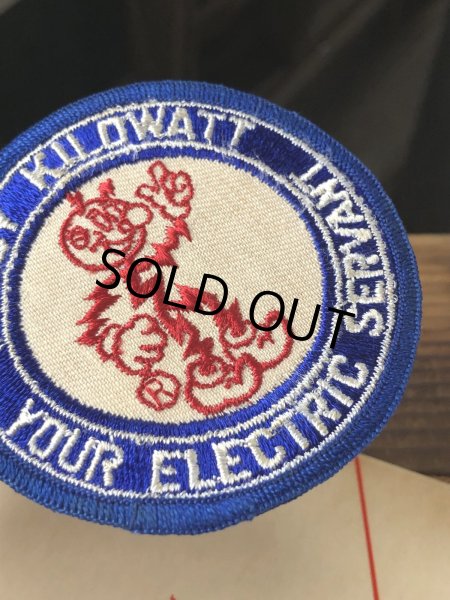 KILOWATT
YOUR ELECTRIC SERVANT
®
SOLD OUT